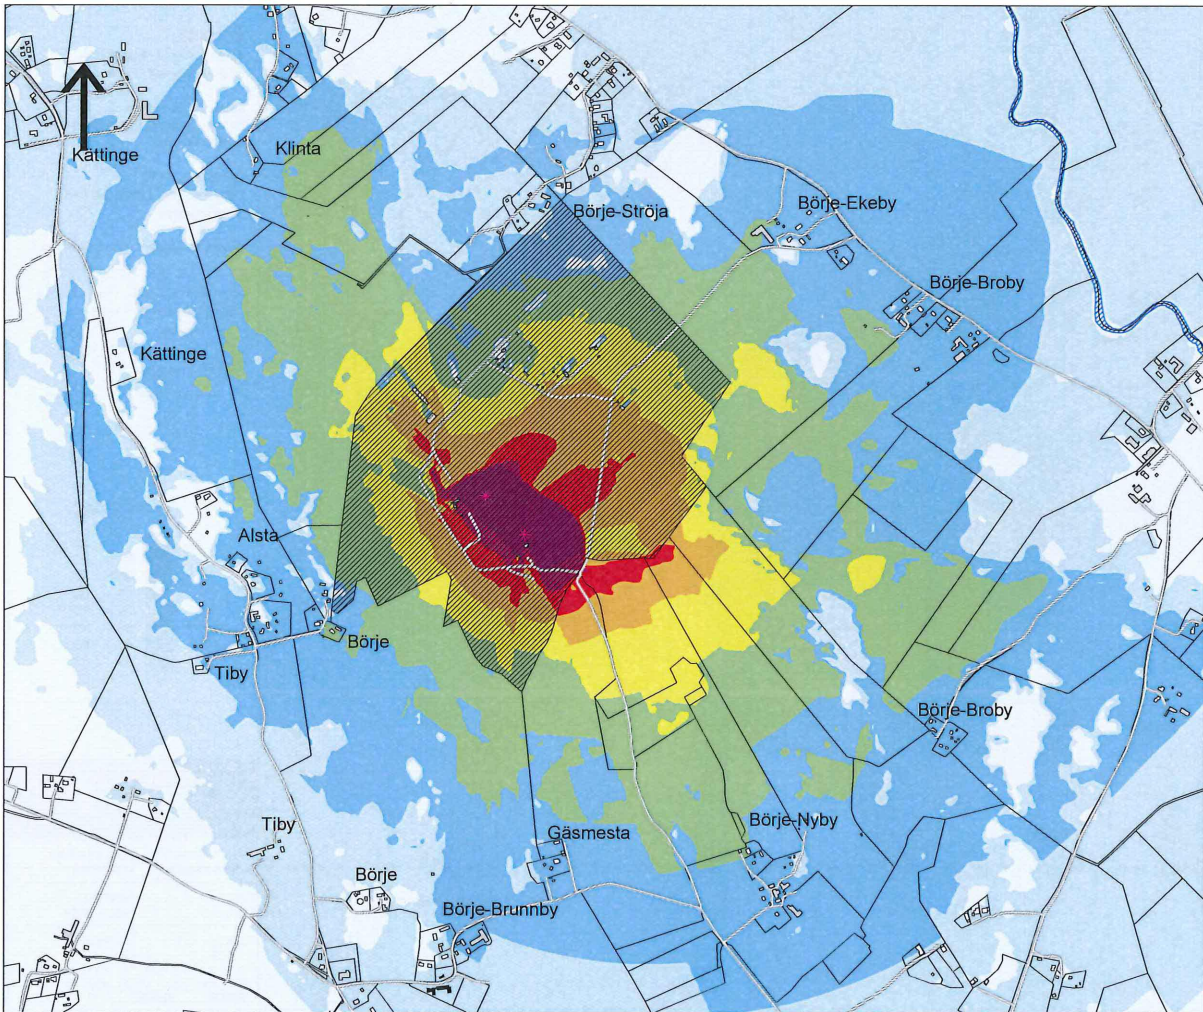 Kättinge
Klinta
Börje-Ströja
Börje-Ekeby
Börje-Broby
Kättinge
Alsta
Börje
Tiby
Börje-Broby
Tiby
Gäsmesta
Börje-Nyby
Börje
Börje-Brunnby